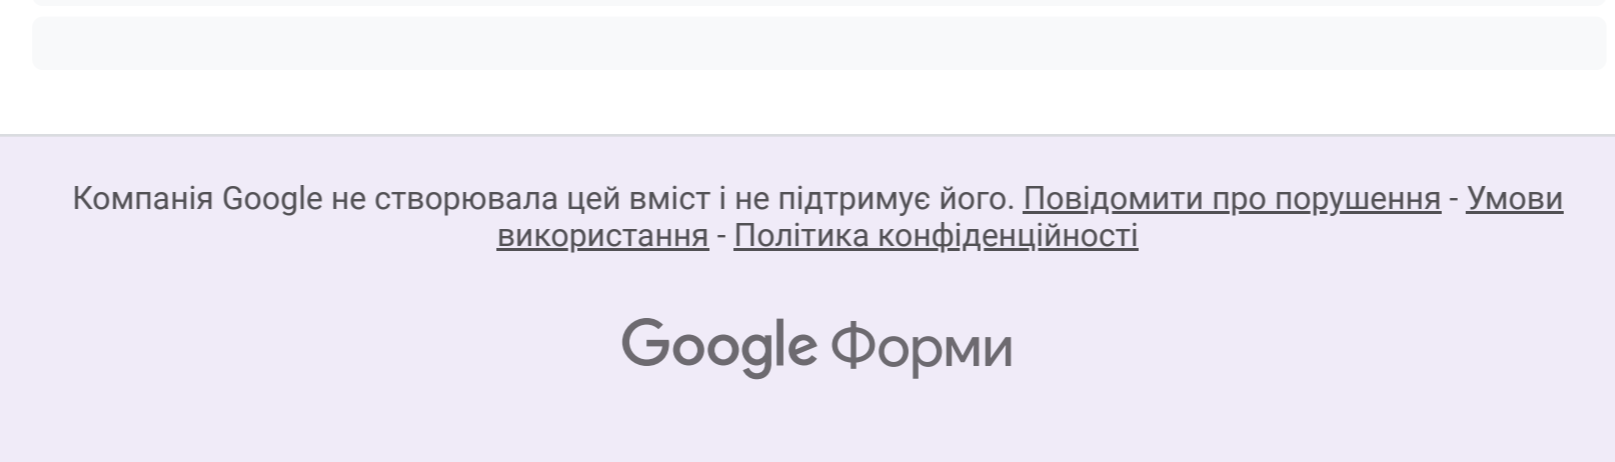 Компанія Google не створювала цей вміст і не підтримує його. Повідомити про порушення - Умови
використання - Політика конфіденційності
Google Форми